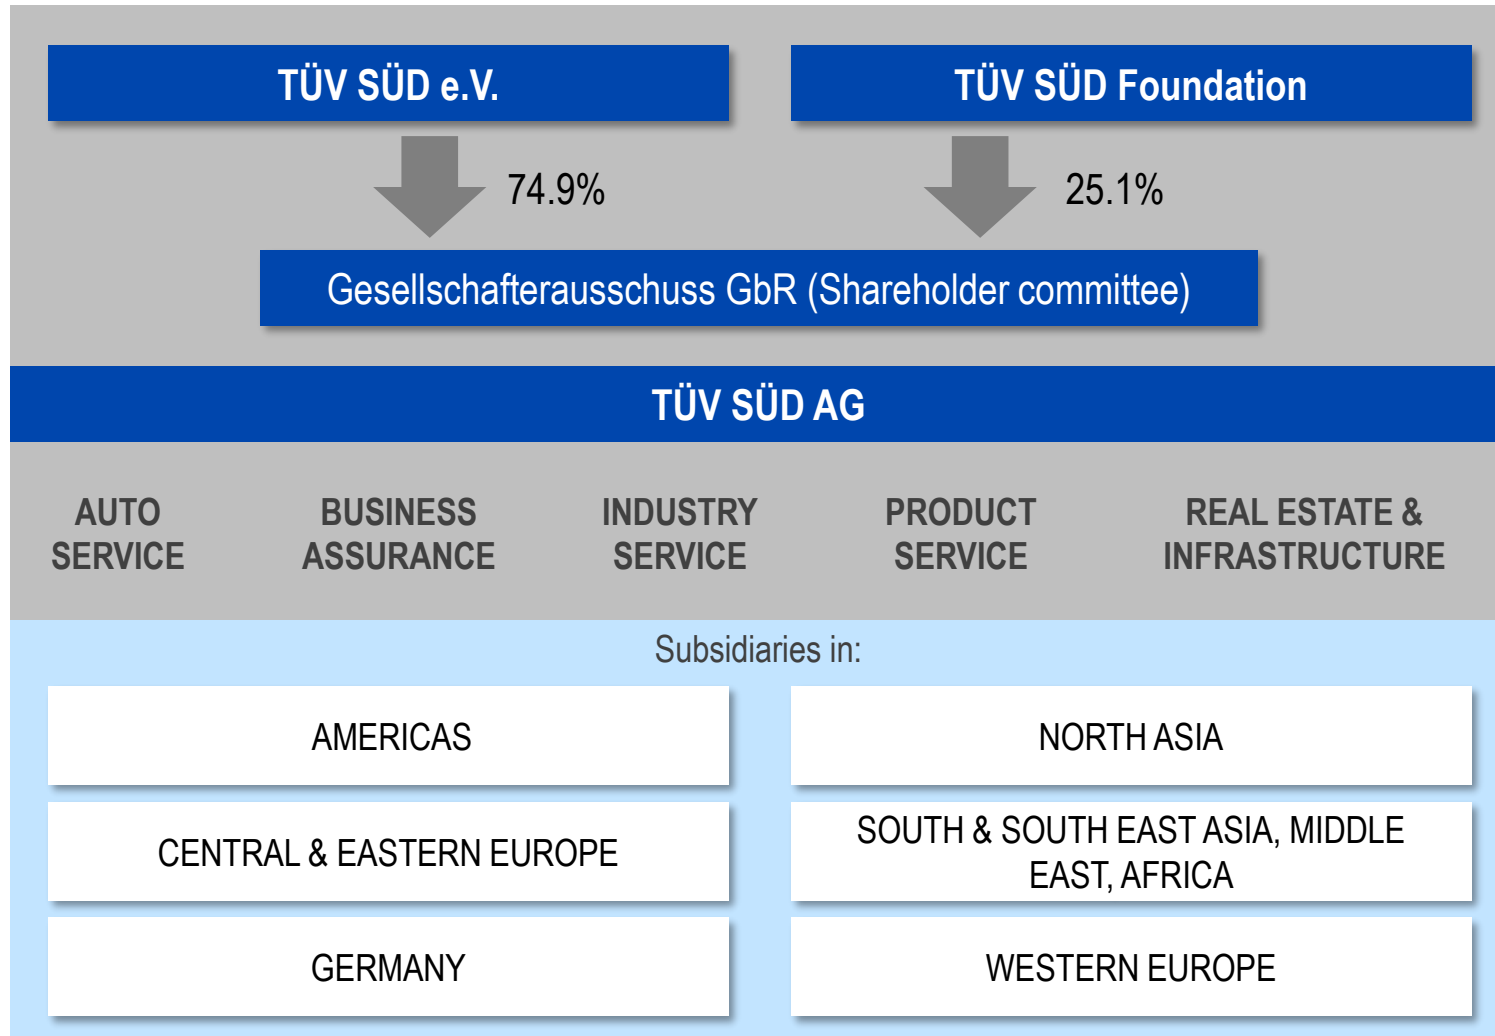 TÜV SÜD e.V.
TÜV SÜD Foundation
74.9%
25.1%
Gesellschafterausschuss GbR (Shareholder committee)
TÜV SÜD AG
AUTO
SERVICE
BUSINESS
ASSURANCE
INDUSTRY
SERVICE
PRODUCT
SERVICE
REAL ESTATE &
INFRASTRUCTURE
Subsidiaries in:
AMERICAS
NORTH ASIA
CENTRAL & EASTERN EUROPE
SOUTH & SOUTH EAST ASIA, MIDDLE
EAST, AFRICA
GERMANY
WESTERN EUROPE